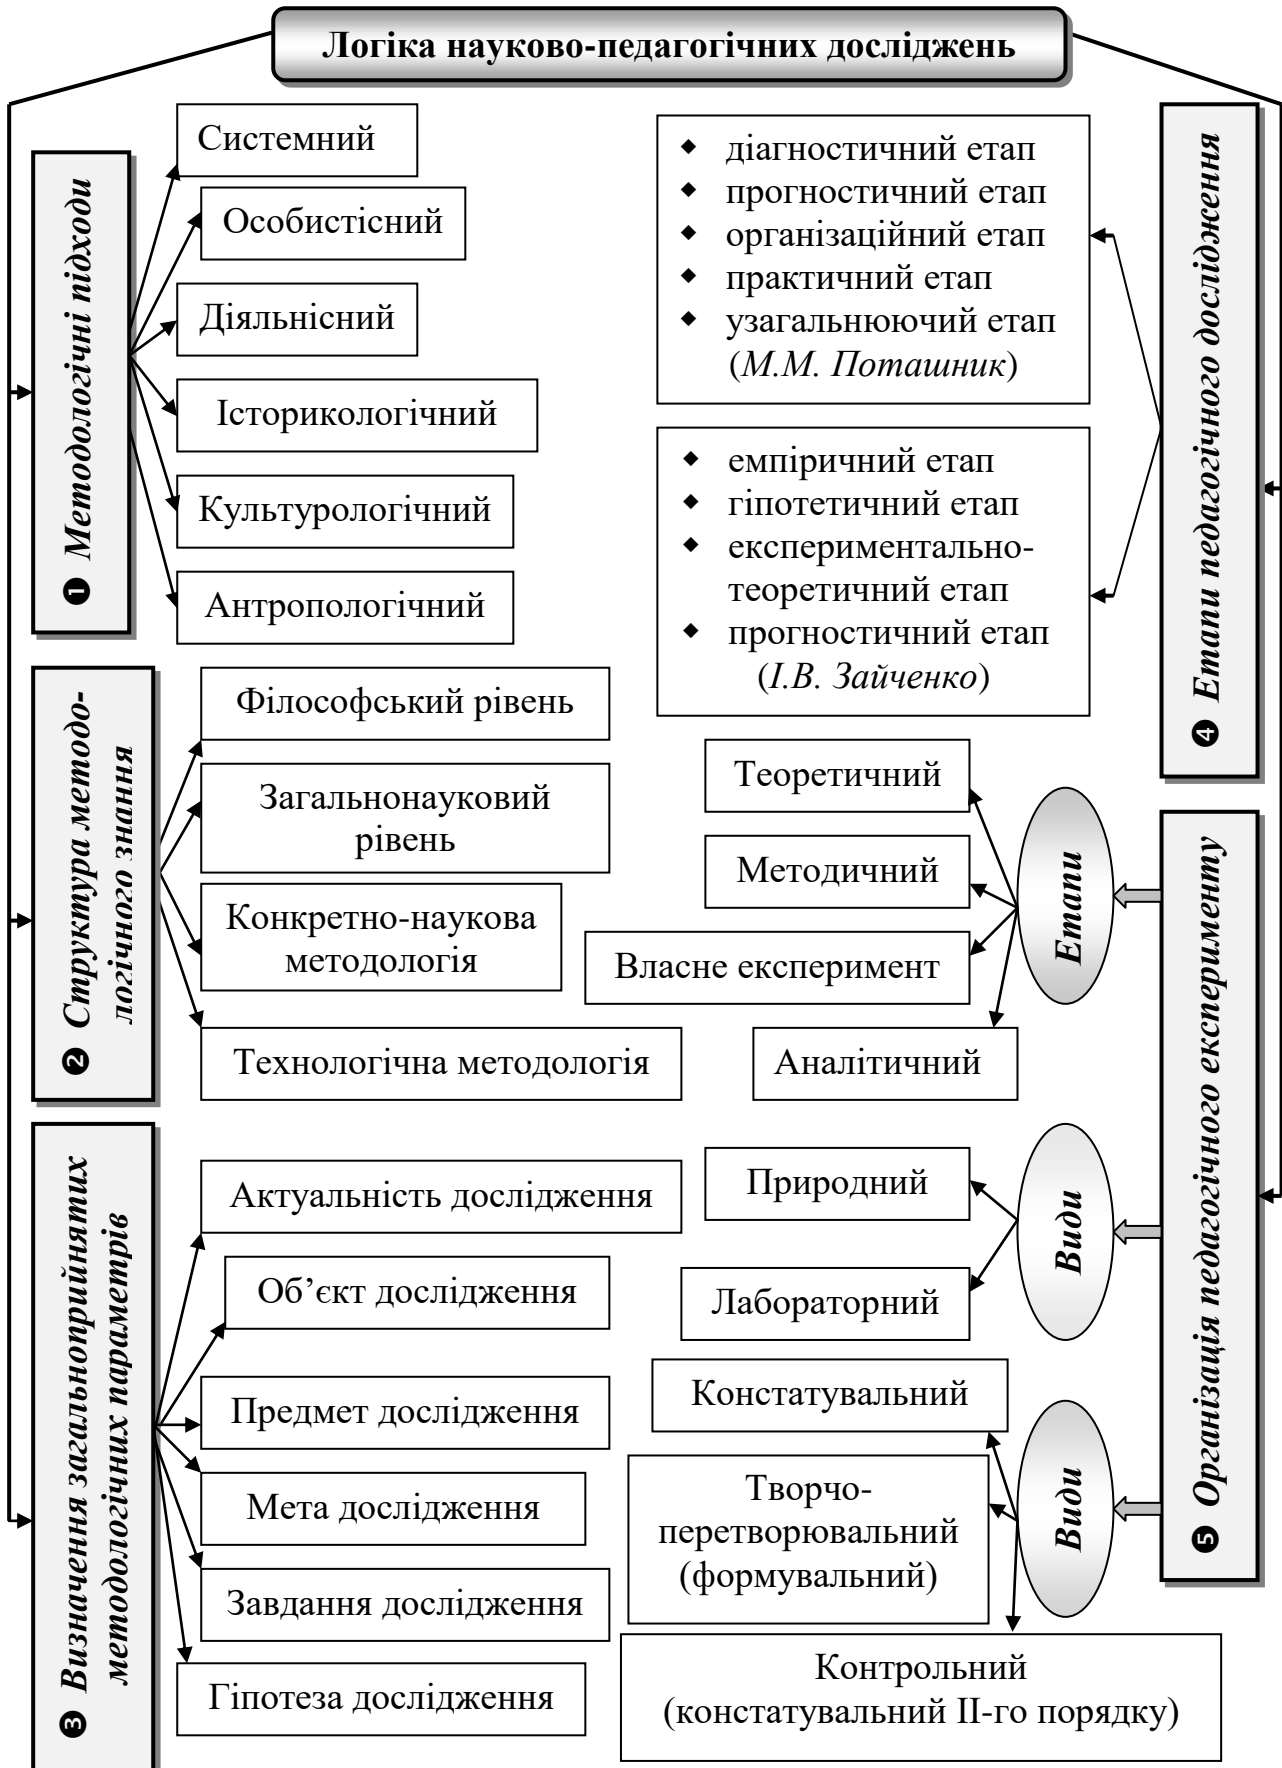 Логіка науково-педагогічних досліджень
❶ Методологічні підходи
Системний
Особистісний
Діяльнісний
Історикологічний
Культурологічний
Антропологічний
❷ Структура методо-
логічного знання
Філософський рівень
Загальнонауковий
рівень
Конкретно-наукова
методологія
Технологічна методологія
❸ Визначення загальноприйнятих
методологічних параметрів
Актуальність дослідження
Об’єкт дослідження
Предмет дослідження
Мета дослідження
Завдання дослідження
Гіпотеза дослідження
❹ Етапи педагогічного дослідження
◆ діагностичний етап
◆ прогностичний етап
◆ організаційний етап
◆ практичний етап
◆ узагальнюючий етап
(М.М. Поташник)
◆ емпіричний етап
◆ гіпотетичний етап
◆ експериментально-
теоретичний етап
◆ прогностичний етап
(І.В. Зайченко)
❺ Організація педагогічного експерименту
Етапи
Теоретичний
Методичний
Власне експеримент
Аналітичний
Види
Природний
Лабораторний
Види
Констатувальний
Творчо-
перетворювальний
(формувальний)
Контрольний
(констатувальний ІІ-го порядку)